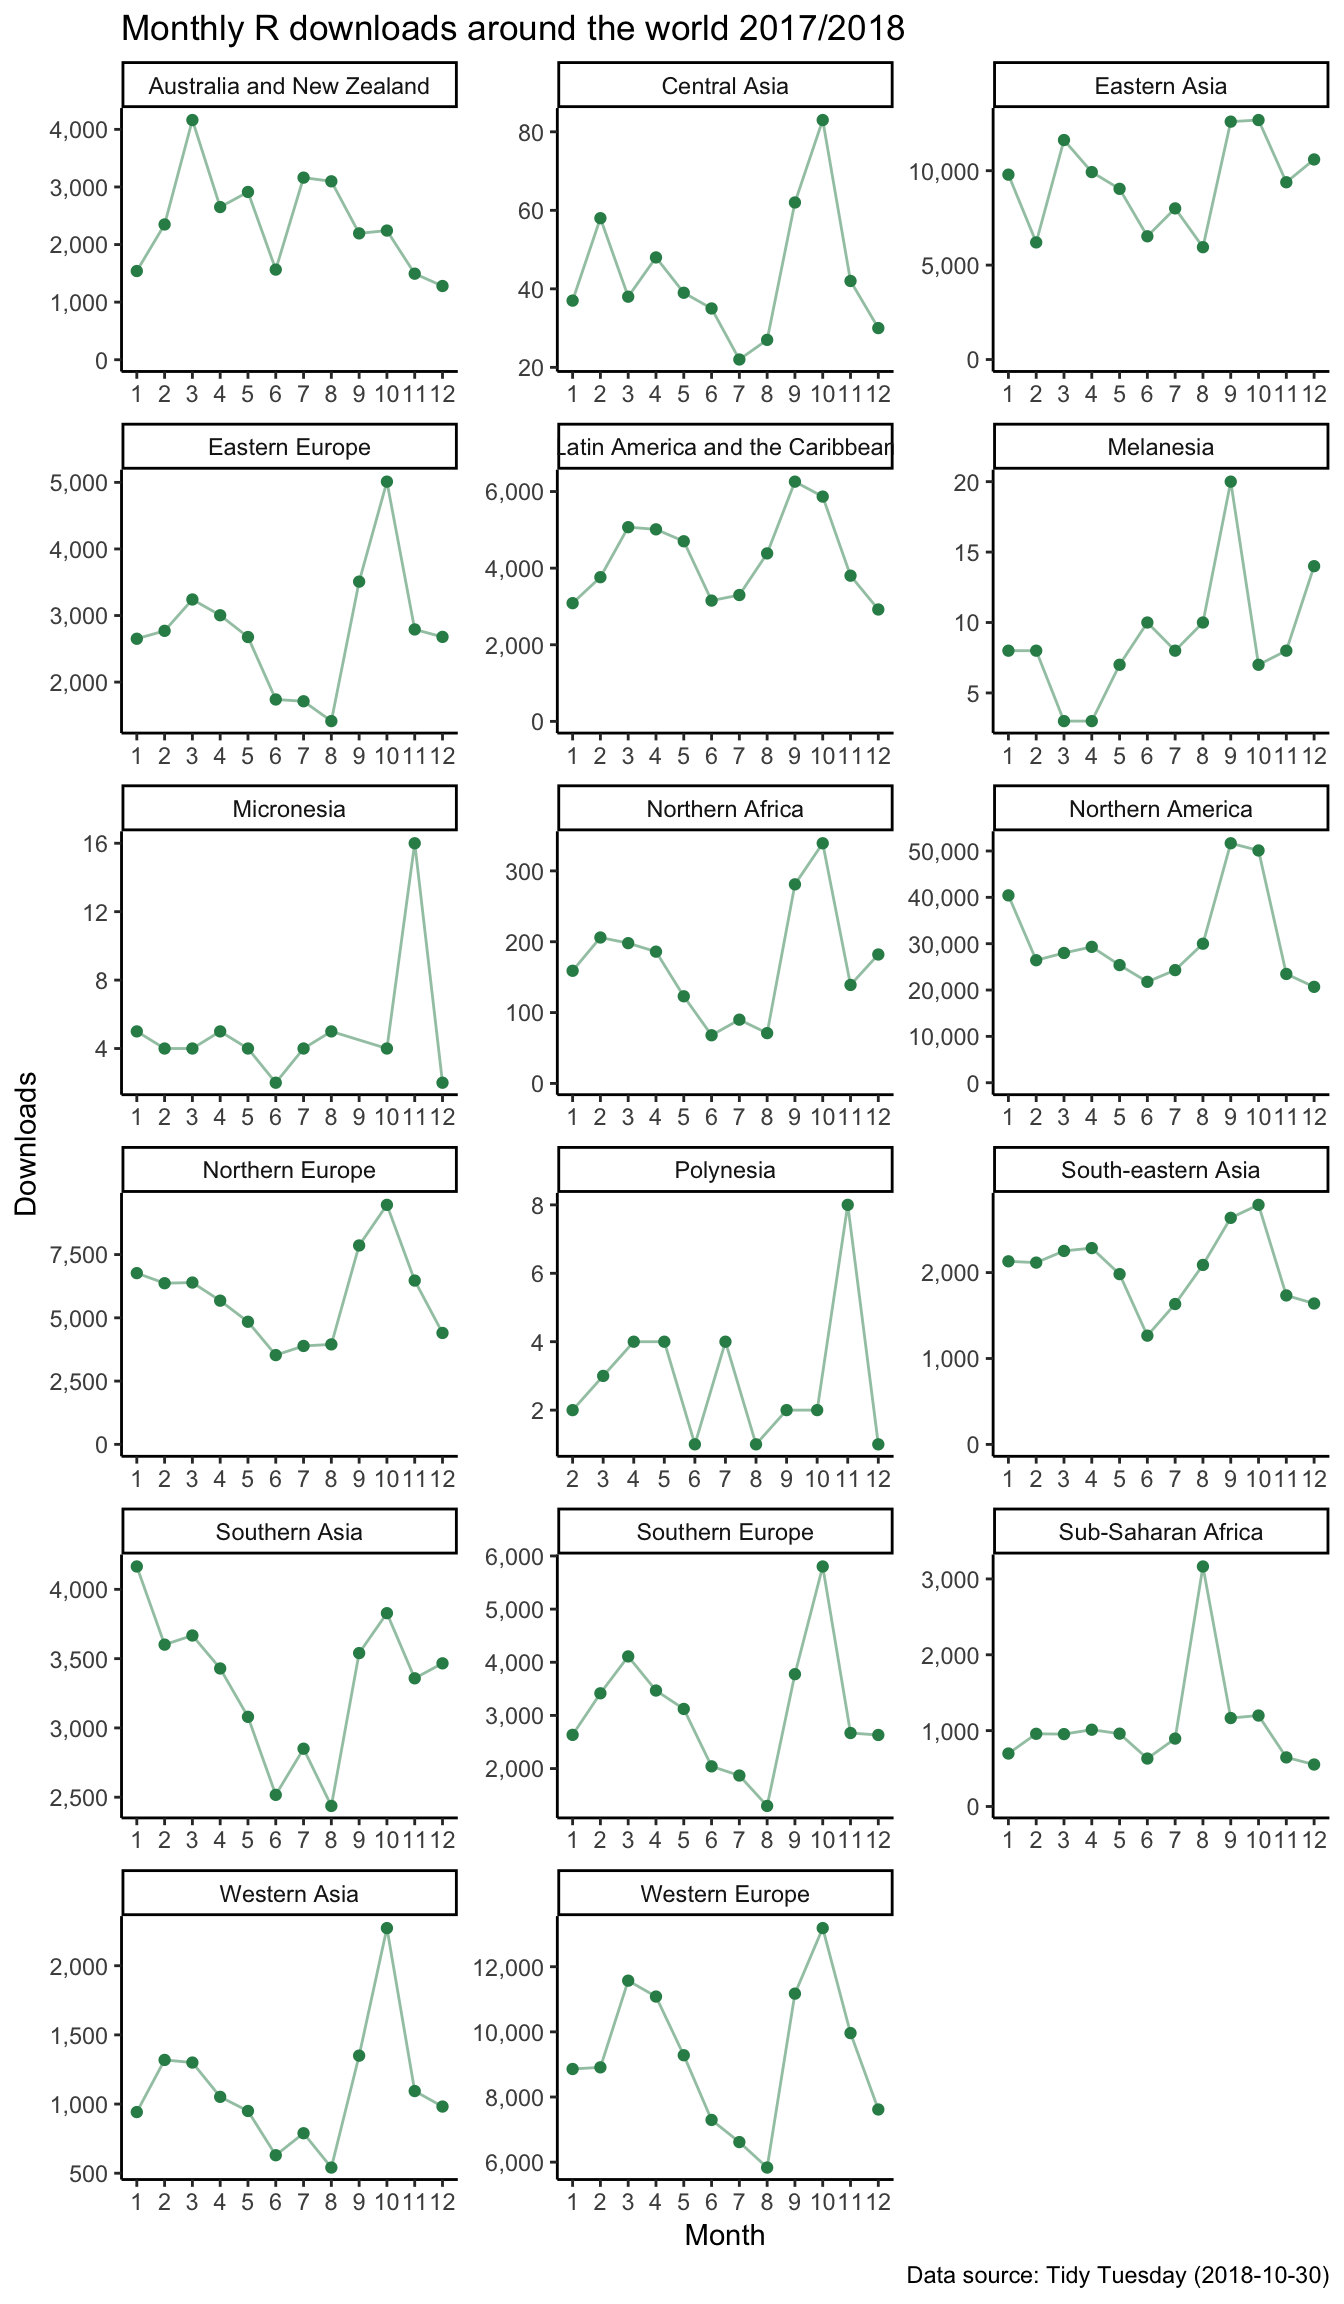 Monthly R downloads around the world 2017/2018
Australia and New Zealand
4,000
3,000
2,000
1,000
0
1 2 3 4 5 6 7 8 9 10 11 12
Central Asia
80
60
40
20
1 2 3 4 5 6 7 8 9 10 11 12
Eastern Asia
10,000
5,000
0
1 2 3 4 5 6 7 8 9 10 11 12
Eastern Europe
5,000
4,000
3,000
2,000
1 2 3 4 5 6 7 8 9 10 11 12
Latin America and the Caribbean
6,000
4,000
2,000
0
1 2 3 4 5 6 7 8 9 10 11 12
Melanesia
20
15
10
5
1 2 3 4 5 6 7 8 9 10 11 12
Micronesia
16
12
8
4
1 2 3 4 5 6 7 8 9 10 11 12
Northern Africa
300
200
100
0
1 2 3 4 5 6 7 8 9 10 11 12
Northern America
50,000
40,000
30,000
20,000
10,000
0
1 2 3 4 5 6 7 8 9 10 11 12
Downloads
Northern Europe
7,500
5,000
2,500
0
1 2 3 4 5 6 7 8 9 10 11 12
Polynesia
8
6
4
2
2 3 4 5 6 7 8 9 10 11 12
South-eastern Asia
2,000
1,000
0
1 2 3 4 5 6 7 8 9 10 11 12
Southern Asia
4,000
3,500
3,000
2,500
1 2 3 4 5 6 7 8 9 10 11 12
Southern Europe
6,000
5,000
4,000
3,000
2,000
1 2 3 4 5 6 7 8 9 10 11 12
Sub-Saharan Africa
3,000
2,000
1,000
0
1 2 3 4 5 6 7 8 9 10 11 12
Western Asia
2,000
1,500
1,000
500
1 2 3 4 5 6 7 8 9 10 11 12
Western Europe
12,000
10,000
8,000
6,000
1 2 3 4 5 6 7 8 9 10 11 12
Month
Data source: Tidy Tuesday (2018-10-30)